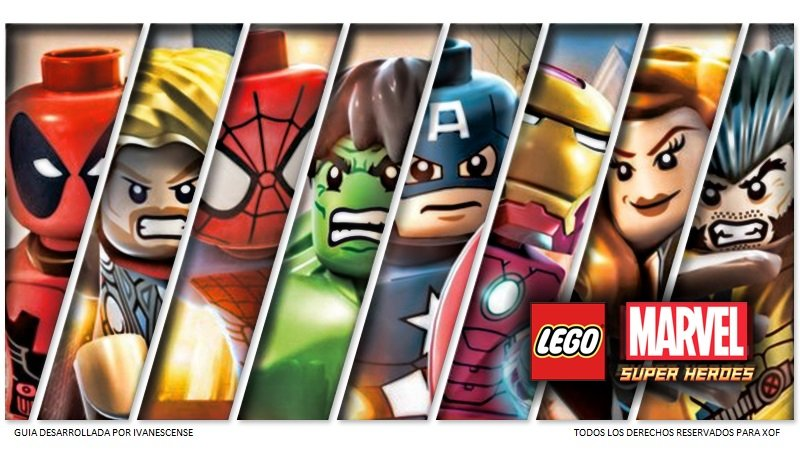 A
LEGO
MARVEL
SUPER HEROES
GUIA DESARROLLADA POR IVANESCENSE
TODOS LOS DERECHOS RESERVADOS PARA XOF